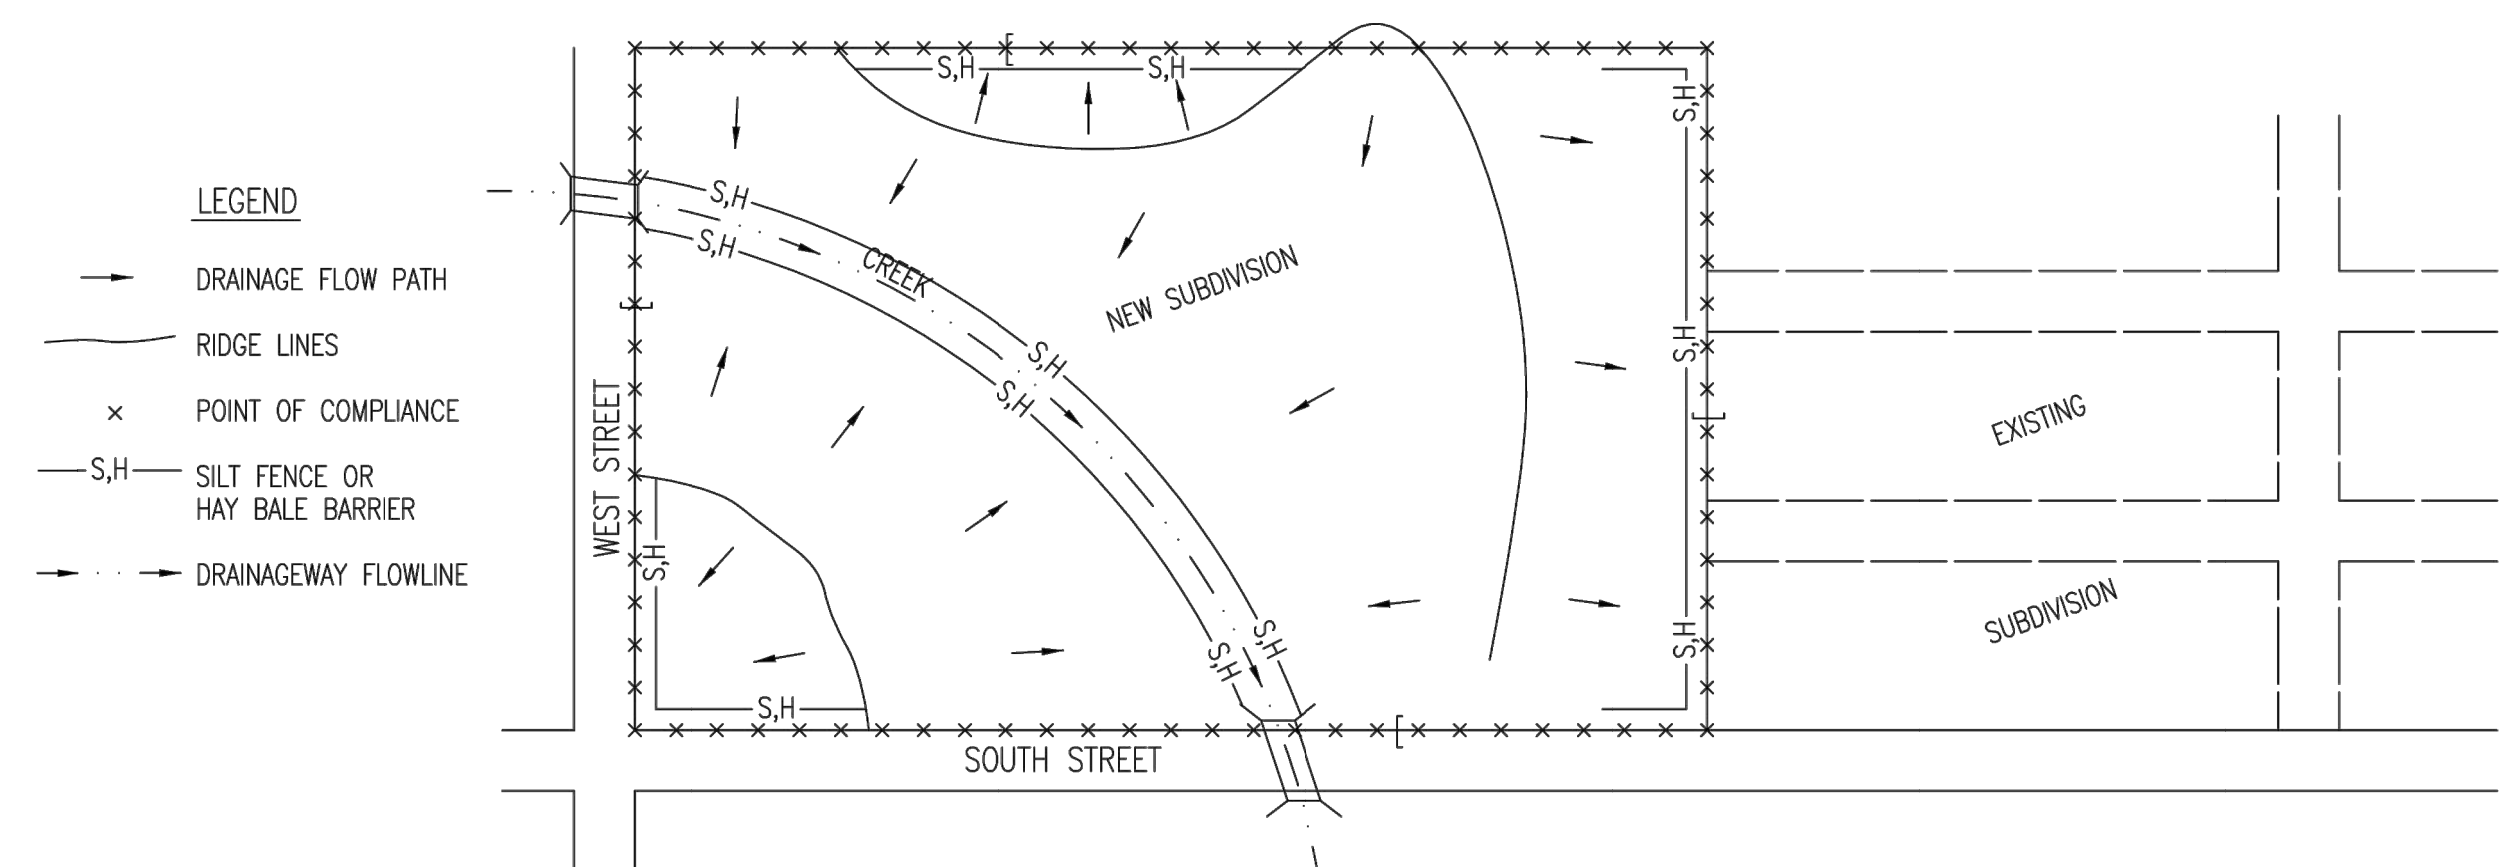 LEGEND
DRAINAGE FLOW PATH
RIDGE LINES
× POINT OF COMPLIANCE
S,H SILT FENCE OR
HAY BALE BARRIER
DRAINAGEWAY FLOWLINE
S,H
S,H
S,H
S,H
S,H
CREEK
NEW SUBDIVISION
S,H
S,H
S,H
WEST STREET
EXISTING
S,H
SUBDIVISION
S,H
S,H
S,H
S,H
SOUTH STREET